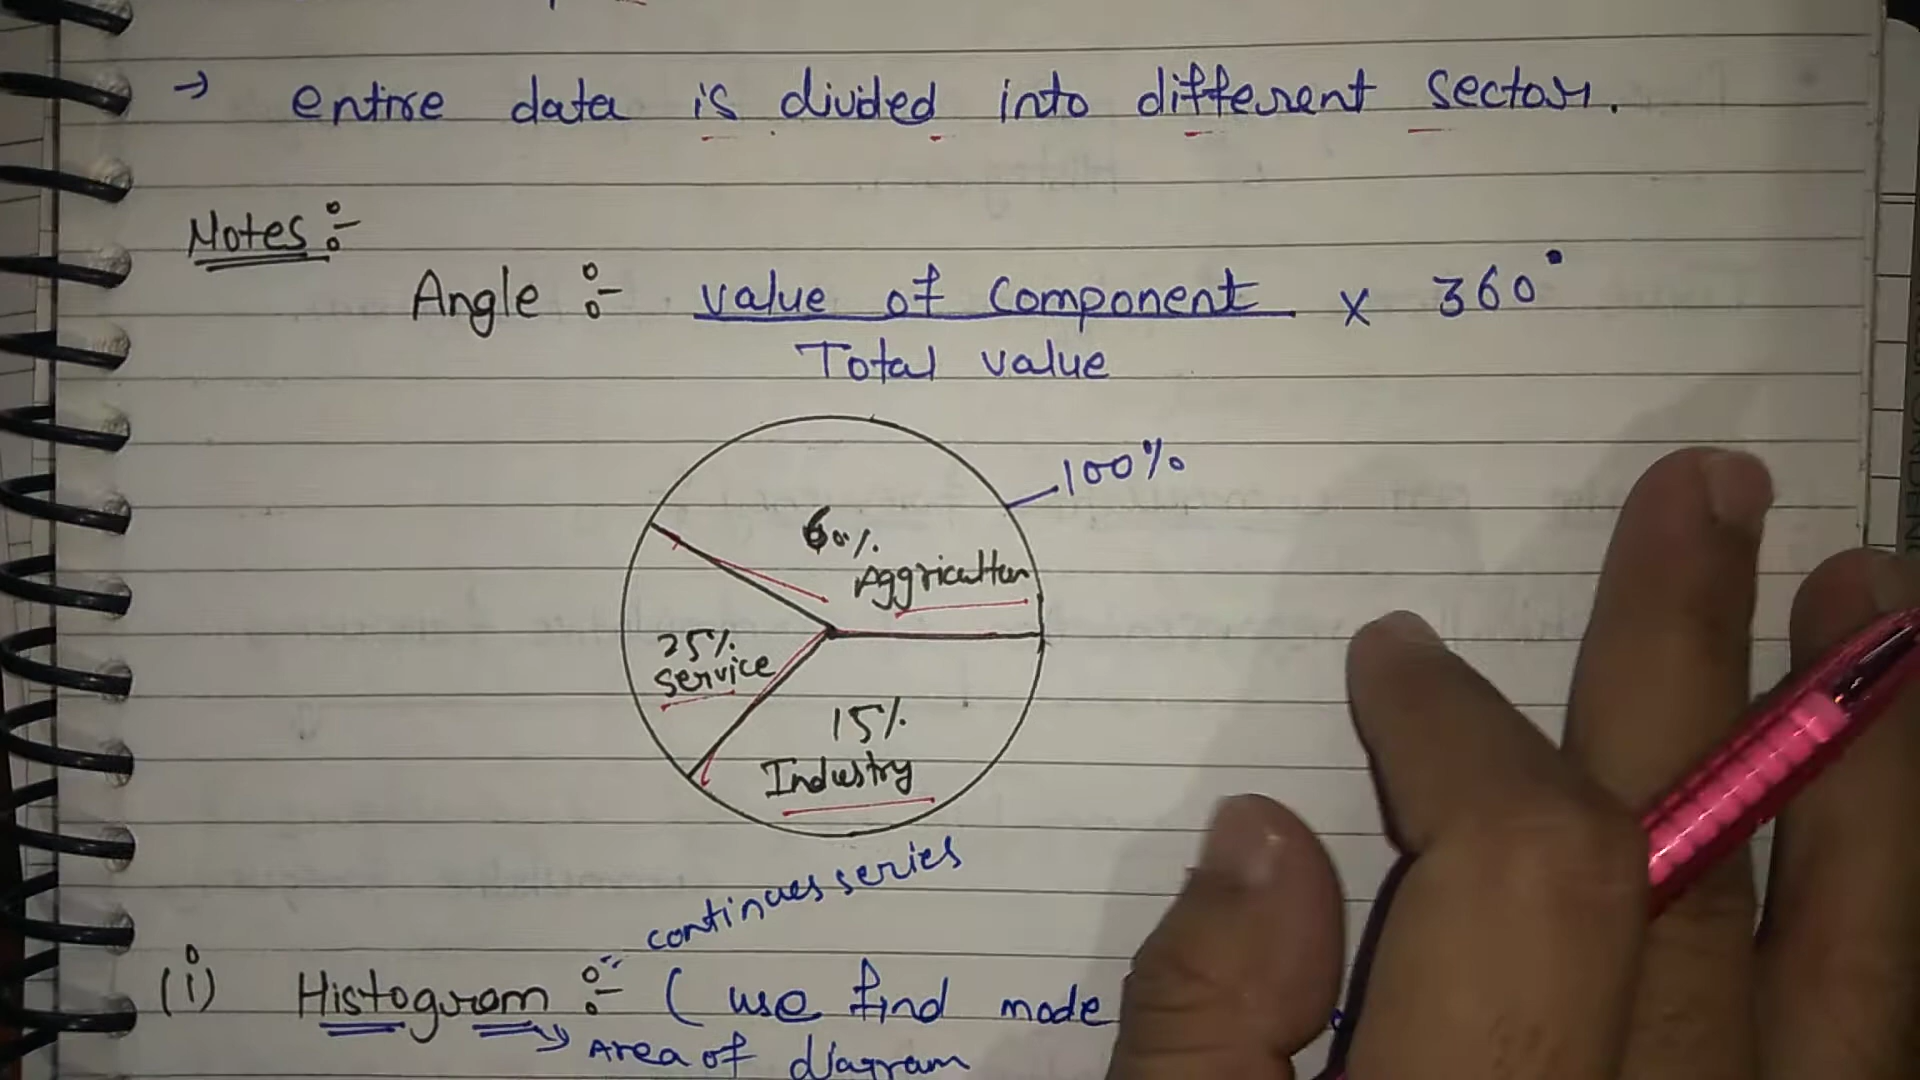 → entire data is divided into different sector.
Notes :-
Angle :- value of component × 360°
Total value
100%
60%
Aggricultur
25%
service
15%
Industry
continues series
(i) Histogram :- ( use find mode
→ Area of diagram